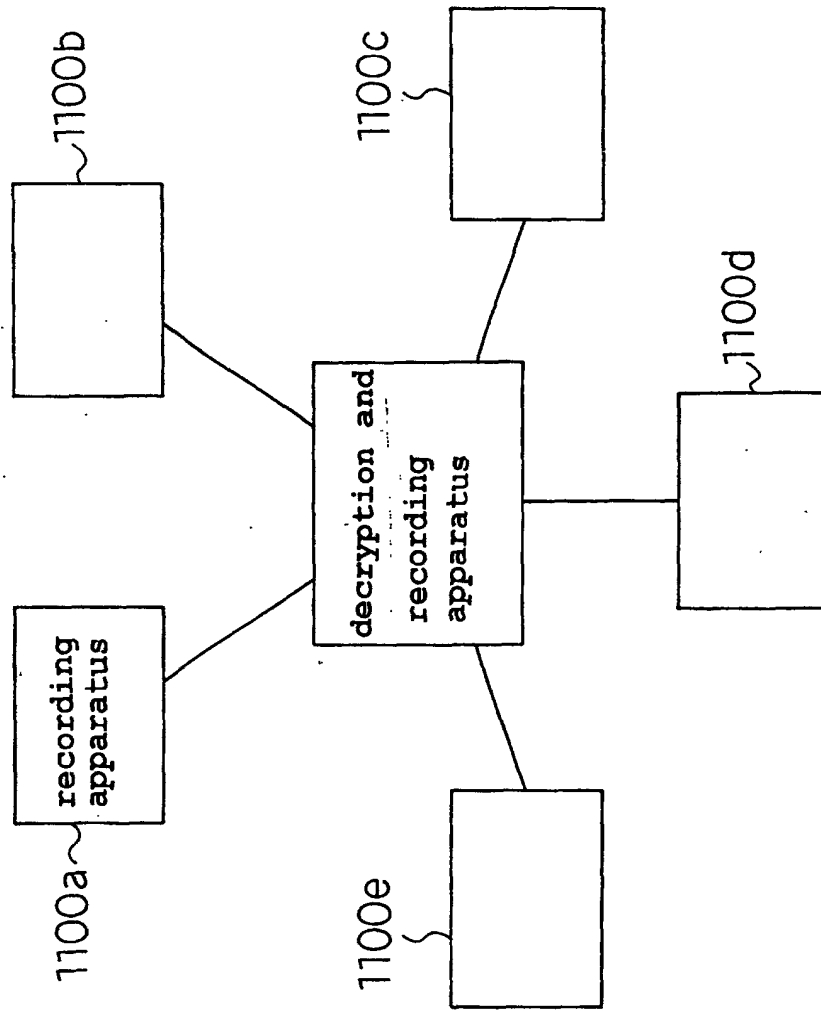 1100a
recording
apparatus
1100b
decryption and
recording
apparatus
1100e
1100d
1100c